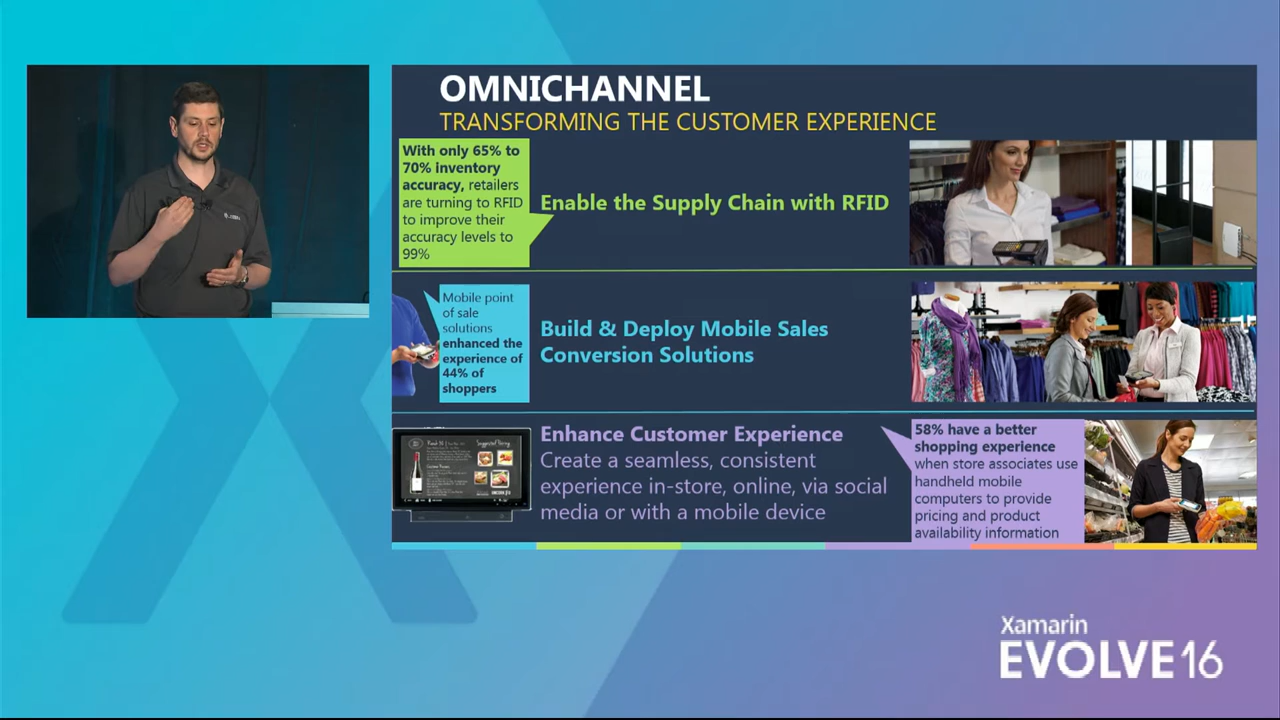 OMNICHANNEL
TRANSFORMING THE CUSTOMER EXPERIENCE
With only 65% to
70% inventory
accuracy, retailers
are turning to RFID
to improve their
accuracy levels to
99%
Enable the Supply Chain with RFID
Mobile point
of sale
solutions
enhanced the
experience of
44% of
shoppers
Build & Deploy Mobile Sales
Conversion Solutions
Enhance Customer Experience
Create a seamless, consistent
experience in-store, online, via social
media or with a mobile device
58% have a better
shopping experience
when store associates use
handheld mobile
computers to provide
pricing and product
availability information
Xamarin
EVOLVE16